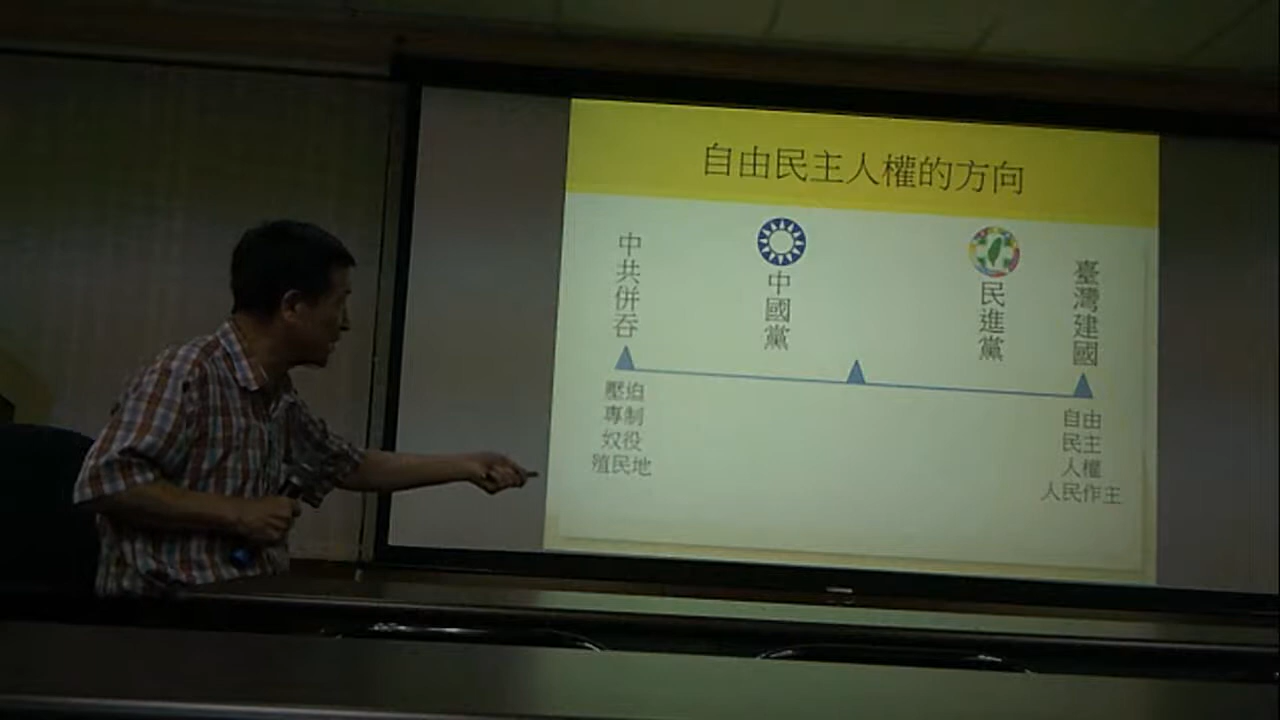 自由民主人權的方向
中共併吞
中國黨
民進黨
臺灣建國
壓迫
專制
奴役
殖民地
自由
民主
人權
人民作主